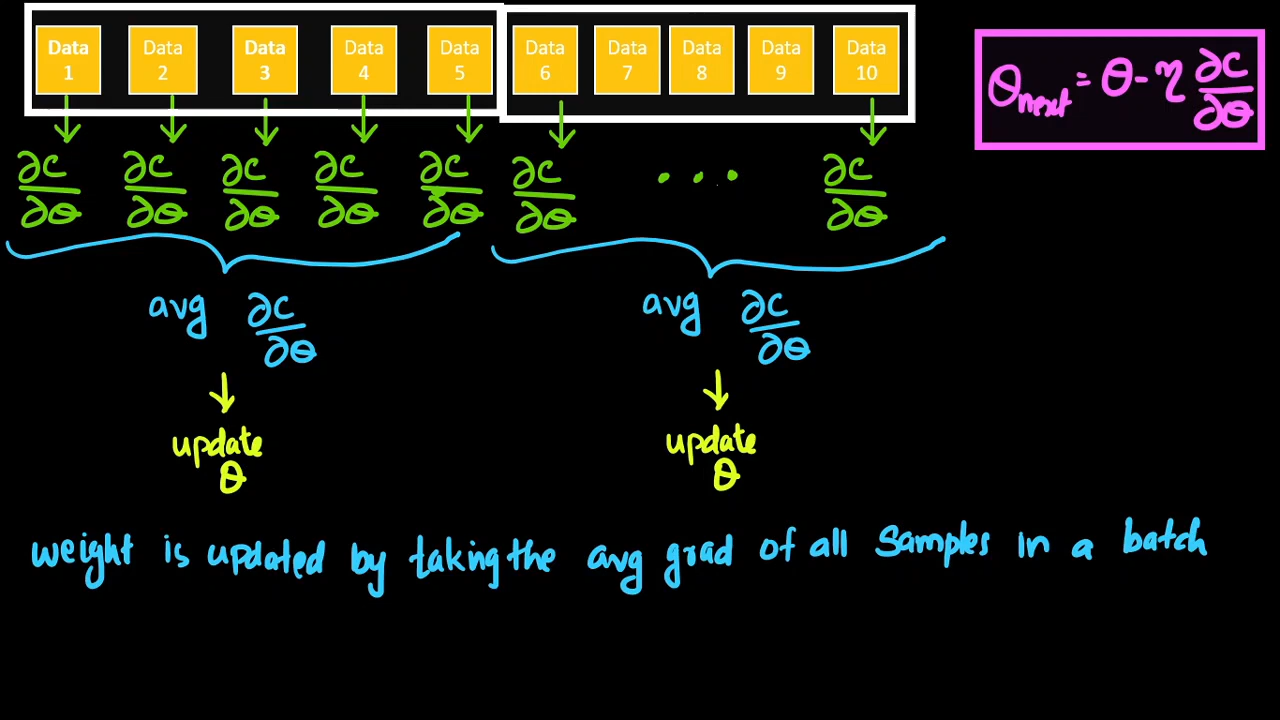 Data 1 Data 2 Data 3 Data 4 Data 5 Data 6 Data 7 Data 8 Data 9 Data 10
θnext = θ - η ∂C/∂θ
∂C/∂θ ∂C/∂θ ∂C/∂θ ∂C/∂θ ∂C/∂θ ∂C/∂θ ... ∂C/∂θ
avg ∂C/∂θ avg ∂C/∂θ
update θ update θ
weight is updated by taking the avg grad of all samples in a batch